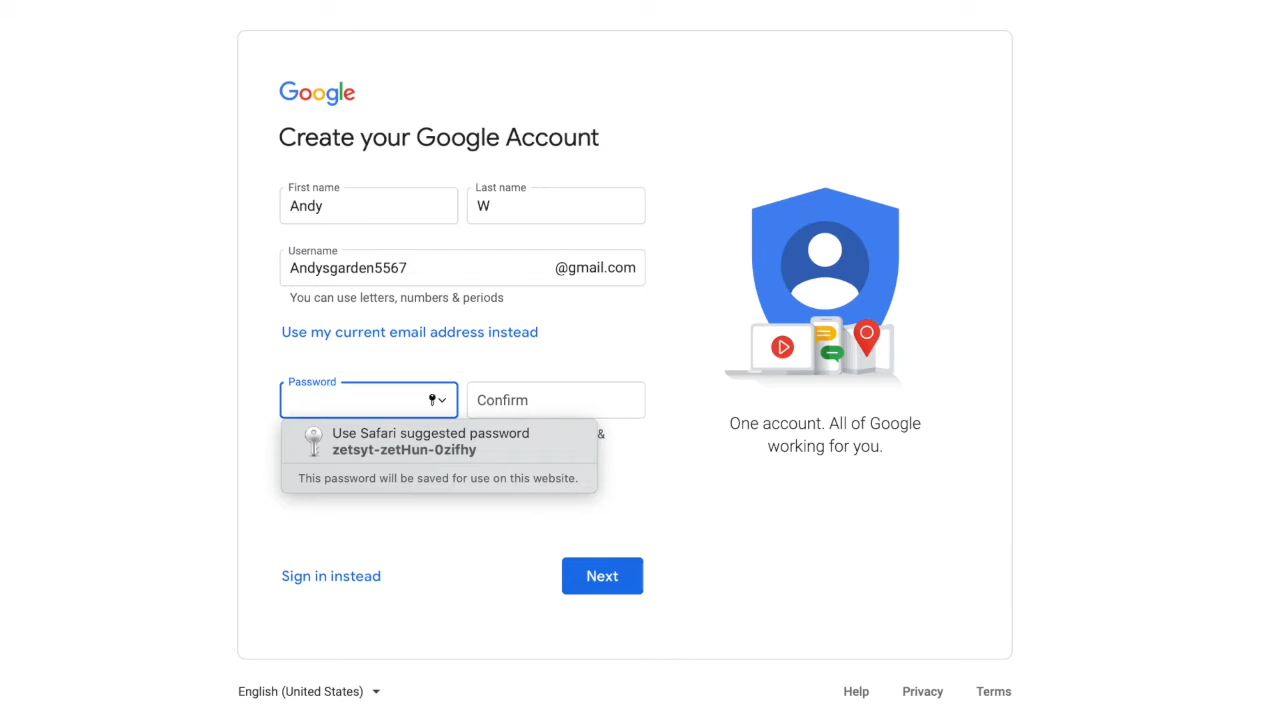 Google
Create your Google Account
First name
Andy
Last name
W
Username
Andysgarden5567
@gmail.com
You can use letters, numbers & periods
Use my current email address instead
Password
Confirm
Use Safari suggested password
zetsyt-zetHun-0zifhy
&
This password will be saved for use on this website.
Sign in instead
Next
One account. All of Google
working for you.
English (United States)
Help
Privacy
Terms